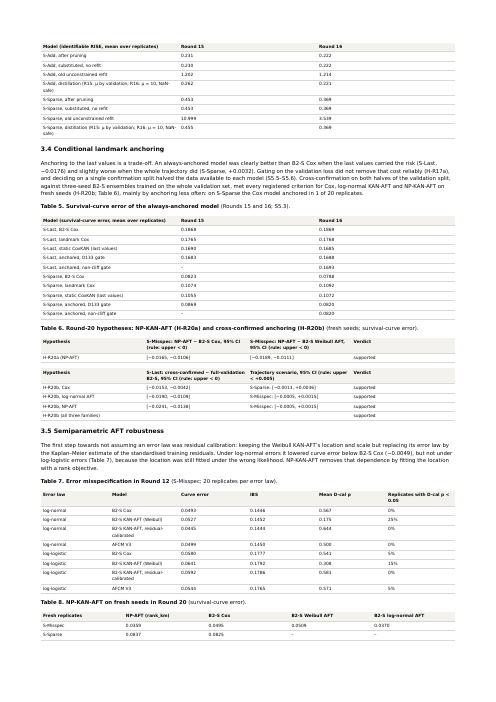 Model (identifiable RISE, mean over replicates) Round 15 Round 16
S-Add, after pruning 0.231 0.222
S-Add, substituted, no refit 0.230 0.222
S-Add, old unconstrained refit 1.202 1.214
S-Add, distillation (R15: μ by validation; R16: μ = 10, NaN- 0.262 0.221
safe)
S-Sparse, after pruning 0.453 0.369
S-Sparse, substituted, no refit 0.453 0.369
S-Sparse, old unconstrained refit 10.999 3.539
S-Sparse, distillation (R15: μ by validation; R16: μ = 10, NaN- 0.455 0.369
safe)
3.4 Conditional landmark anchoring
Anchoring to the last values is a trade-off. An always-anchored model was clearly better than B2-S Cox when the last values carried the risk (S-Last,
−0.0176) and slightly worse when the whole trajectory did (S-Sparse, +0.0032). Gating on the validation loss did not remove that cost reliably (H-R17a),
and deciding on a single confirmation split halved the data available to each model (S5.5–S5.6). Cross-confirmation on both halves of the validation split,
against three-seed B2-S ensembles trained on the whole validation set, met every registered criterion for Cox, log-normal KAN-AFT and NP-KAN-AFT on
fresh seeds (H-R20b; Table 6), mainly by anchoring less often: on S-Sparse the Cox model anchored in 1 of 20 replicates.
Table 5. Survival-curve error of the always-anchored model (Rounds 15 and 16; S5.3).
Model (survival-curve error, mean over replicates) Round 15 Round 16
S-Last, B2-S Cox 0.1868 0.1869
S-Last, landmark Cox 0.1765 0.1768
S-Last, static CoxKAN (last values) 0.1690 0.1685
S-Last, anchored, D133 gate 0.1683 0.1688
S-Last, anchored, non-cliff gate – 0.1693
S-Sparse, B2-S Cox 0.0823 0.0788
S-Sparse, landmark Cox 0.1073 0.1092
S-Sparse, static CoxKAN (last values) 0.1055 0.1072
S-Sparse, anchored, D133 gate 0.0869 0.0820
S-Sparse, anchored, non-cliff gate – 0.0820
Table 6. Round-20 hypotheses: NP-KAN-AFT (H-R20a) and cross-confirmed anchoring (H-R20b) (fresh seeds; survival-curve error).
Hypothesis S-Misspec: NP-AFT − B2-S Cox, 95% CI S-Misspec: NP-AFT − B2-S Weibull AFT, Verdict
(rule: upper < 0) 95% CI (rule: upper < 0)
H-R20a (NP-AFT) [−0.0165, −0.0106] [−0.0189, −0.0111] supported
Hypothesis S-Last: cross-confirmed − full-validation Trajectory scenario, 95% CI (rule: upper Verdict
B2-S, 95% CI (rule: upper < 0) < +0.005)
H-R20b, Cox [−0.0153, −0.0042] S-Sparse: [−0.0013, +0.0036] supported
H-R20b, log-normal AFT [−0.0190, −0.0109] S-Misspec: [−0.0005, +0.0015] supported
H-R20b, NP-AFT [−0.0241, −0.0138] S-Misspec: [−0.0005, +0.0015] supported
H-R20b (all three families) supported
3.5 Semiparametric AFT robustness
The first step towards not assuming an error law was residual calibration: keeping the Weibull KAN-AFT's location and scale but replacing its error law by
the Kaplan–Meier estimate of the standardised training residuals. Under log-normal errors it lowered curve error below B2-S Cox (−0.0049), but not under
log-logistic errors (Table 7), because the location was still fitted under the wrong likelihood. NP-KAN-AFT removes that dependence by fitting the location
with a rank objective.
Table 7. Error misspecification in Round 12 (S-Misspec; 20 replicates per error law).
Error law Model Curve error IBS Mean D-cal p Replicates with D-cal p <
0.05
log-normal B2-S Cox 0.0493 0.1446 0.567 0%
log-normal B2-S KAN-AFT (Weibull) 0.0527 0.1452 0.175 25%
log-normal B2-S KAN-AFT, residual- 0.0445 0.1444 0.644 0%
calibrated
log-normal AFCM V3 0.0499 0.1450 0.500 0%
log-logistic B2-S Cox 0.0580 0.1777 0.541 5%
log-logistic B2-S KAN-AFT (Weibull) 0.0641 0.1792 0.308 15%
log-logistic B2-S KAN-AFT, residual- 0.0592 0.1786 0.581 0%
calibrated
log-logistic AFCM V3 0.0544 0.1765 0.571 5%
Table 8. NP-KAN-AFT on fresh seeds in Round 20 (survival-curve error).
Fresh replicates NP-AFT (rank_km) B2-S Cox B2-S Weibull AFT B2-S log-normal AFT
S-Misspec 0.0359 0.0495 0.0509 0.0370
S-Sparse 0.0837 0.0825 – –